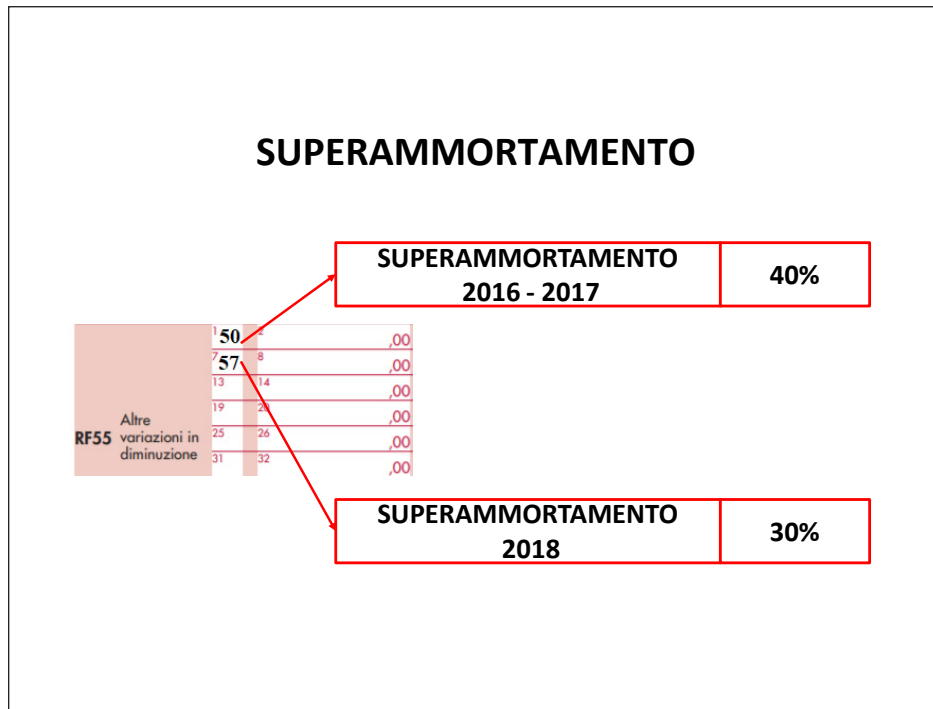 SUPERAMMORTAMENTO
SUPERAMMORTAMENTO
2016 - 2017
40%
1 50 2 ,00
7 57 8 ,00
13 14 ,00
19 20 ,00
25 26 ,00
31 32 ,00
RF55
Altre
variazioni in
diminuzione
SUPERAMMORTAMENTO
2018
30%